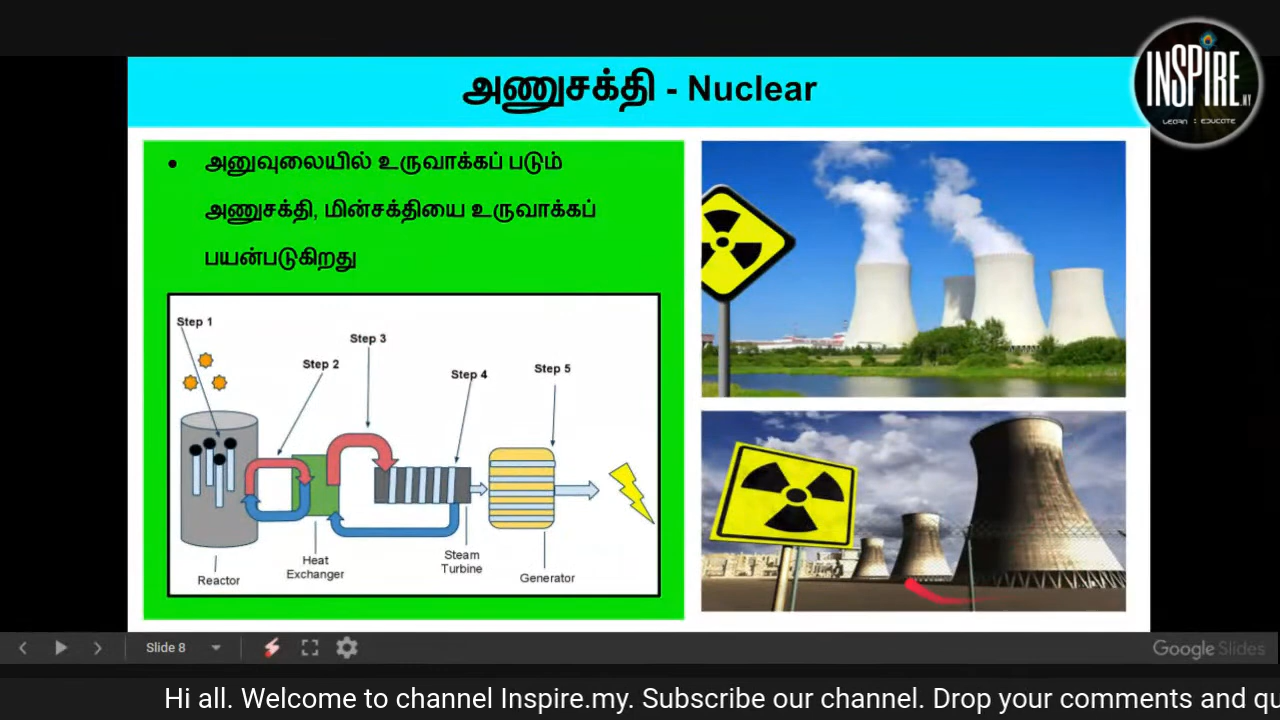 அணுசக்தி - Nuclear
INSPIRE.MY
LEARN : EDUCATE
• அனுவுலையில் உருவாக்கப் படும்
அணுசக்தி, மின்சக்தியை உருவாக்கப்
பயன்படுகிறது
Step 1
Step 2
Step 3
Step 4
Step 5
Reactor
Heat
Exchanger
Steam
Turbine
Generator
Slide 8
Google Slides
Hi all. Welcome to channel Inspire.my. Subscribe our channel. Drop your comments and qu